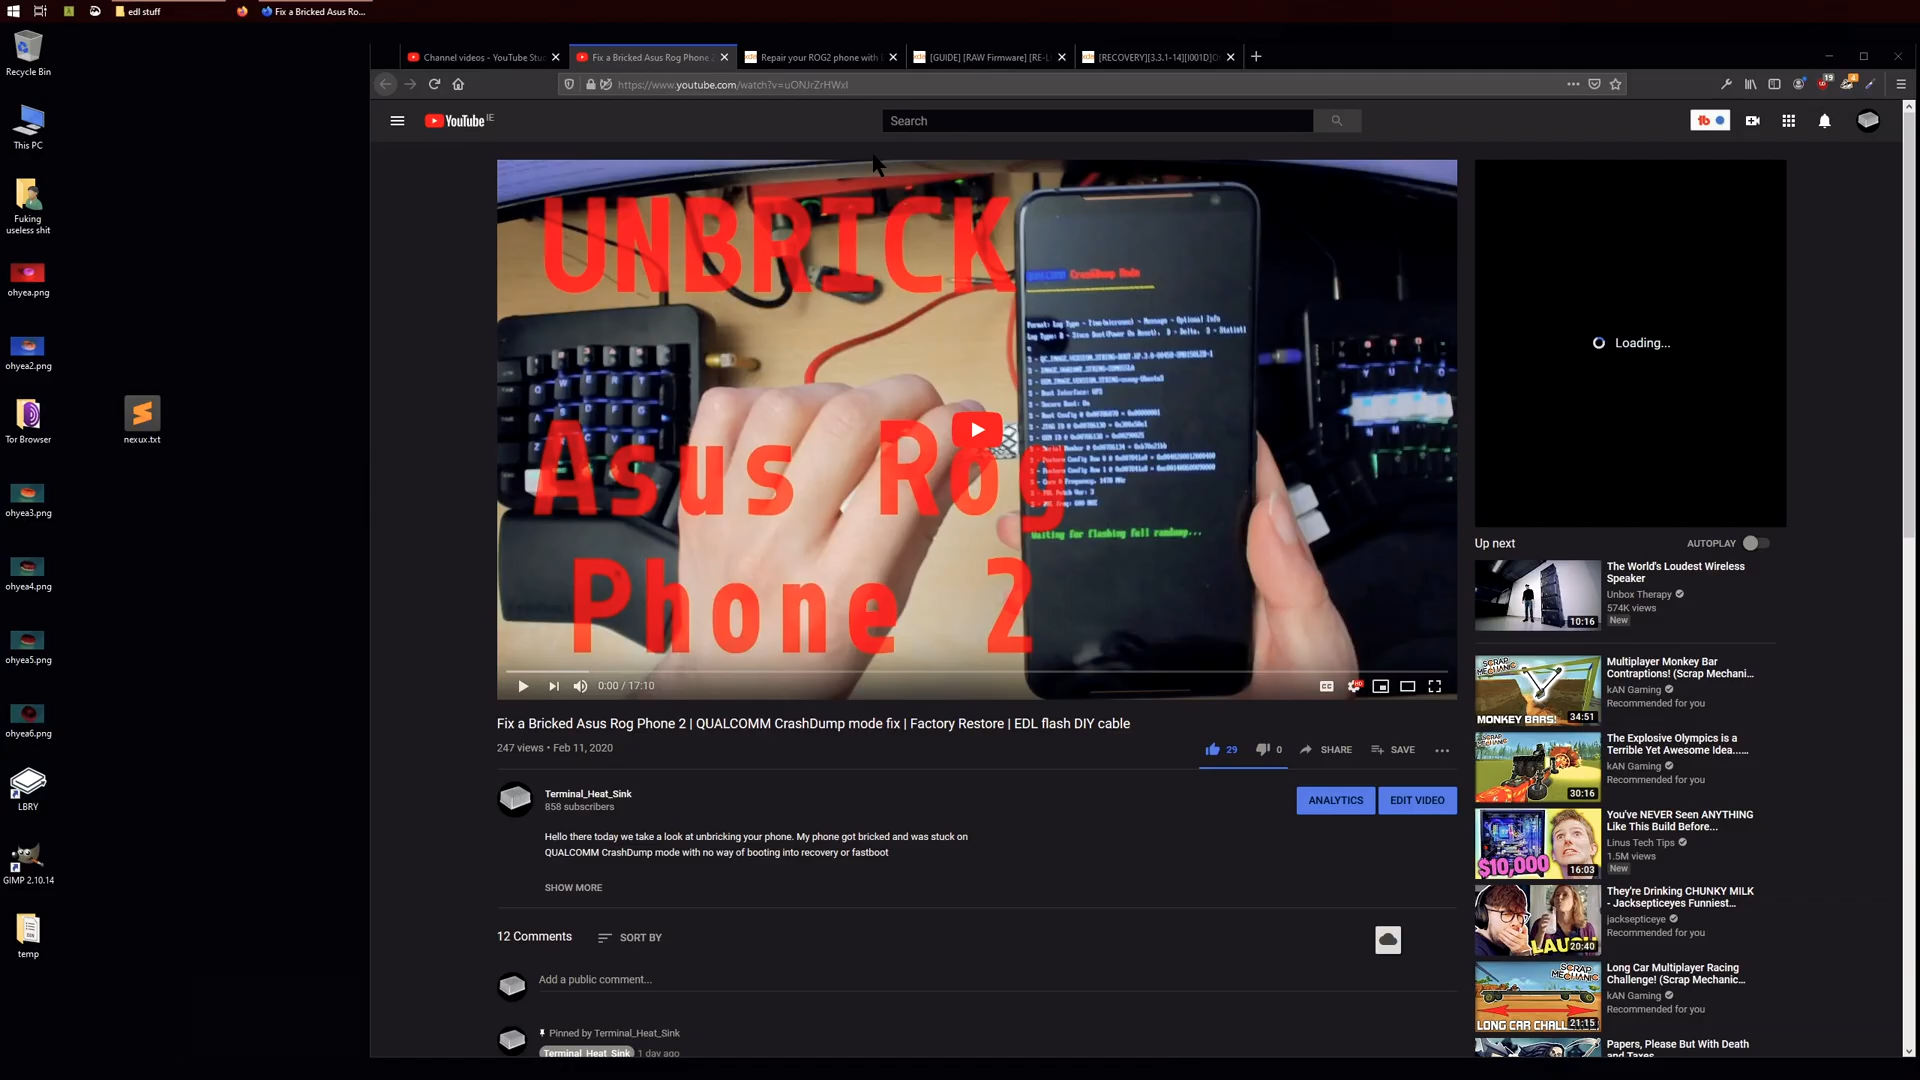 edl stuff
Fix a Bricked Asus Ro...
Recycle Bin
This PC
Fuking
useless shit
ohyea.png
ohyea2.png
Tor Browser
nexux.txt
ohyea3.png
ohyea4.png
ohyea5.png
ohyea6.png
LBRY
GIMP 2.10.14
temp
Channel videos - YouTube Stu
Fix a Bricked Asus Rog Phone
Repair your ROG2 phone with
[GUIDE] [RAW Firmware] [RE-L
[RECOVERY][3.3.1-14][I001D][O
https://www.youtube.com/watch?v=uONJrZrHWxI
19
4
YouTube IE
Search
UNBRICK
Asus Rog
Phone 2
QUALCOMM CrashDump Mode
Waiting for flashing full ramdump...
0:00 / 17:10
HD
Fix a Bricked Asus Rog Phone 2 | QUALCOMM CrashDump mode fix | Factory Restore | EDL flash DIY cable
247 views • Feb 11, 2020
29
0
SHARE
SAVE
Terminal_Heat_Sink
858 subscribers
ANALYTICS
EDIT VIDEO
Hello there today we take a look at unbricking your phone. My phone got bricked and was stuck on
QUALCOMM CrashDump mode with no way of booting into recovery or fastboot
SHOW MORE
12 Comments
SORT BY
Add a public comment...
Pinned by Terminal_Heat_Sink
Terminal_Heat_Sink 1 day ago
Loading...
Up next
AUTOPLAY
The World's Loudest Wireless
Speaker
Unbox Therapy
574K views
New
10:16
Multiplayer Monkey Bar
Contraptions! (Scrap Mechani...
kAN Gaming
Recommended for you
SCRAP MECHANIC
MONKEY BARS!
34:51
The Explosive Olympics is a
Terrible Yet Awesome Idea......
kAN Gaming
Recommended for you
30:16
You've NEVER Seen ANYTHING
Like This Build Before...
Linus Tech Tips
1.5M views
New
$10,000
16:03
They're Drinking CHUNKY MILK
- Jacksepticeyes Funniest...
jacksepticeye
Recommended for you
LAUGH
20:40
Long Car Multiplayer Racing
Challenge! (Scrap Mechanic...
kAN Gaming
Recommended for you
SCRAP MECHANIC
LONG CAR CHALL
21:15
Papers, Please But With Death
and Taxes